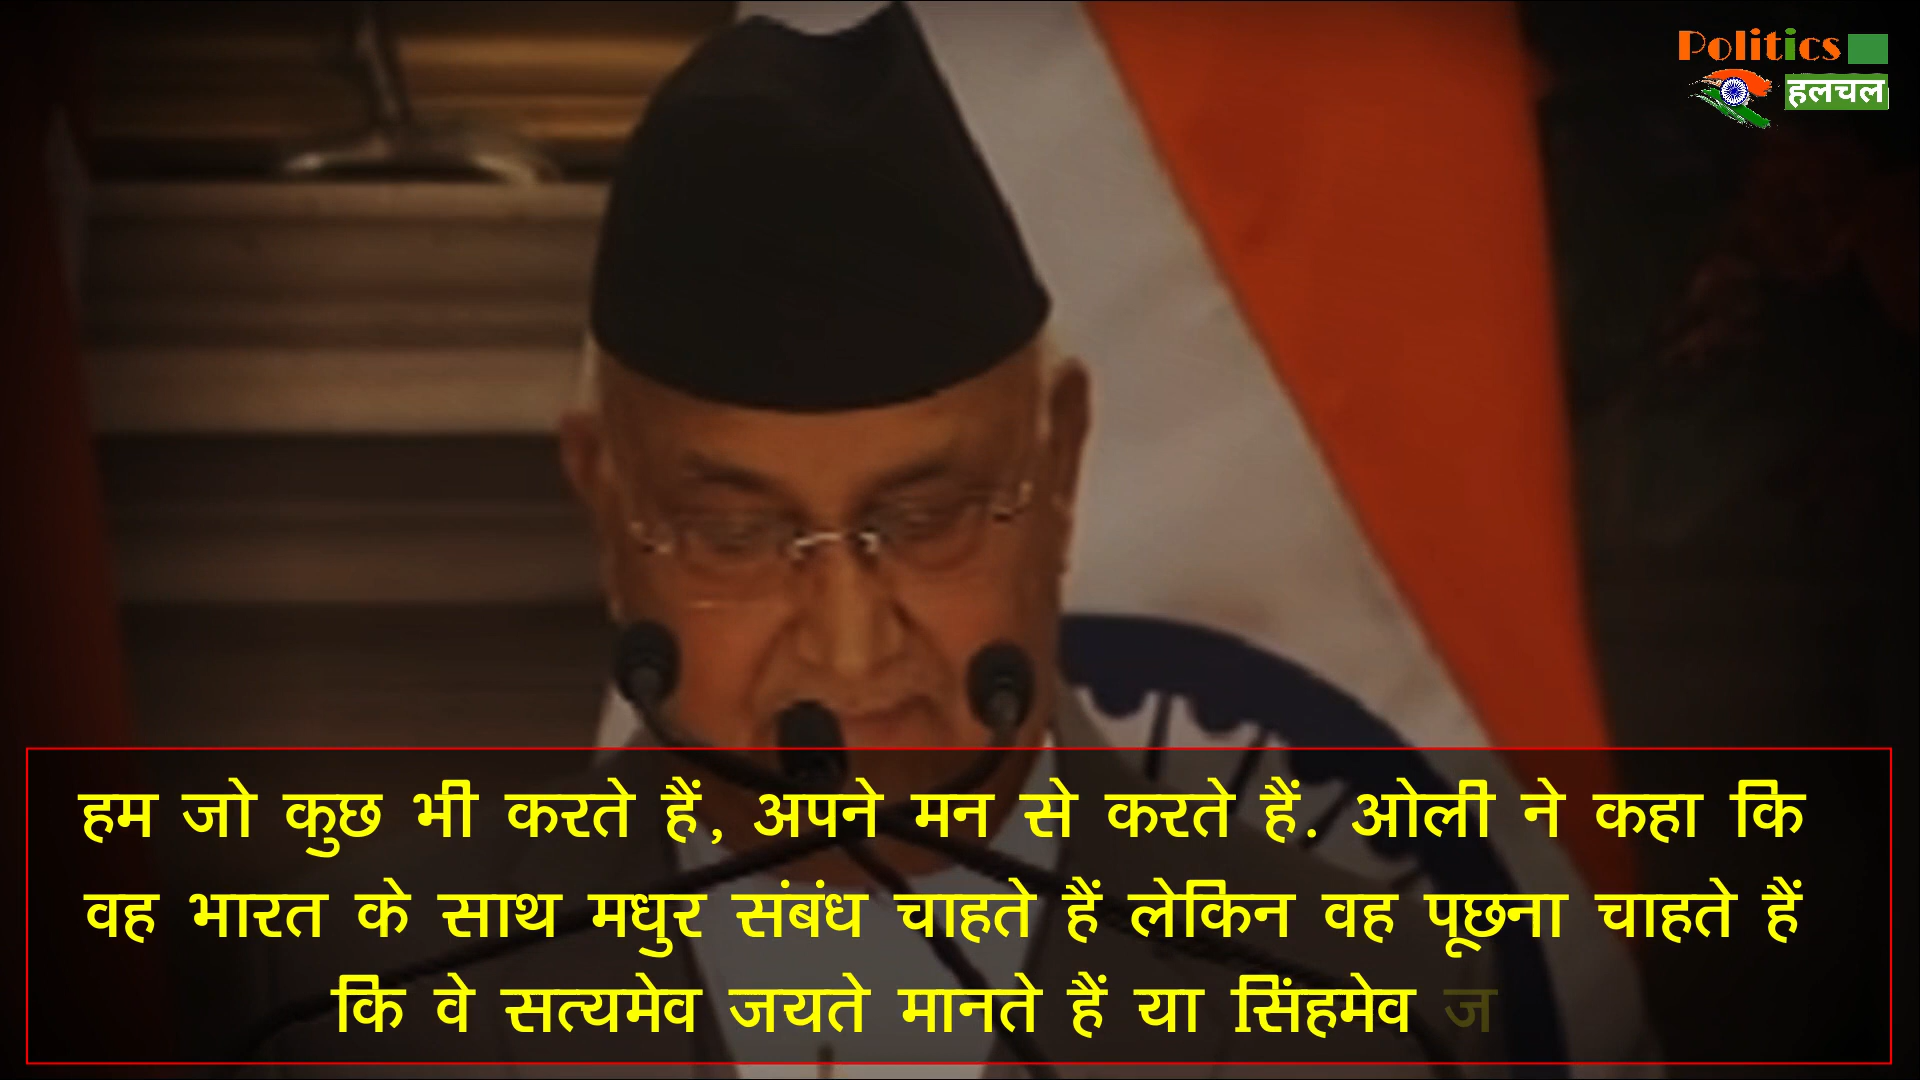 Politics
हलचल
हम जो कुछ भी करते हैं, अपने मन से करते हैं. ओली ने कहा कि
वह भारत के साथ मधुर संबंध चाहते हैं लेकिन वह पूछना चाहते हैं
कि वे सत्यमेव जयते मानते हैं या सिंहमेव ज